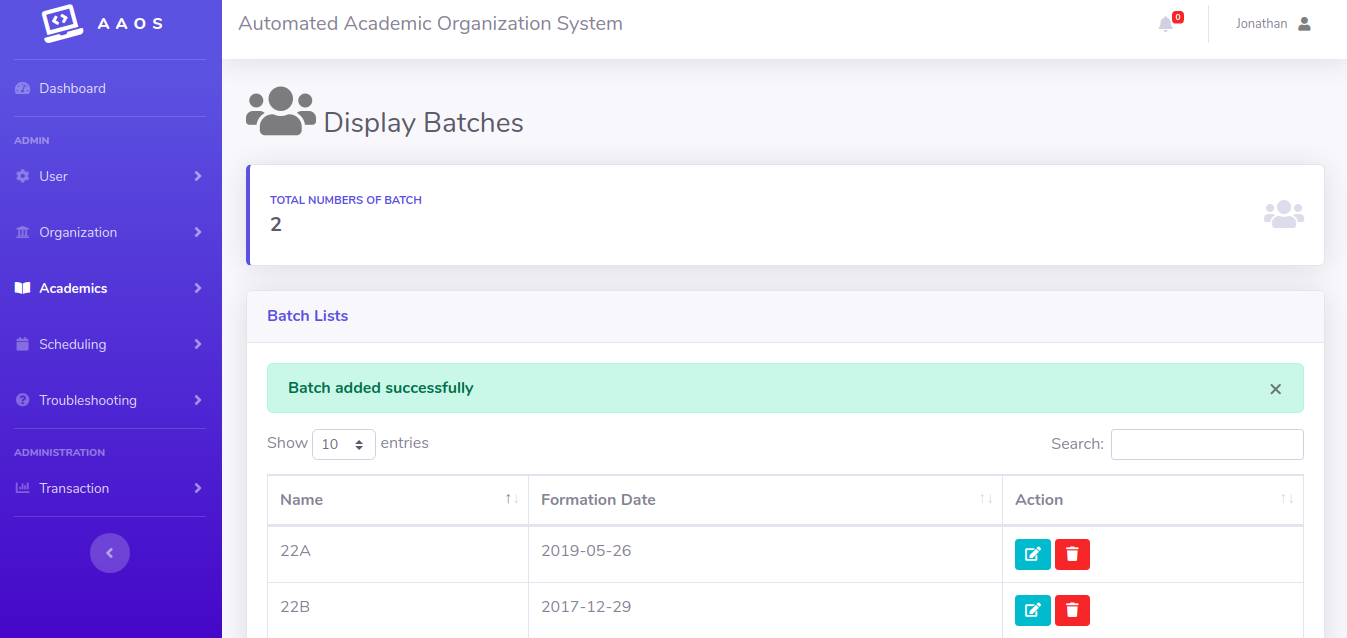 AAOS
Automated Academic Organization System
0
Jonathan
Dashboard
ADMIN
User
Organization
Academics
Scheduling
Troubleshooting
ADMINISTRATION
Transaction
Display Batches
TOTAL NUMBERS OF BATCH
2
Batch Lists
Batch added successfully
Show 10 entries
Search:
Name Formation Date Action
22A 2019-05-26
22B 2017-12-29